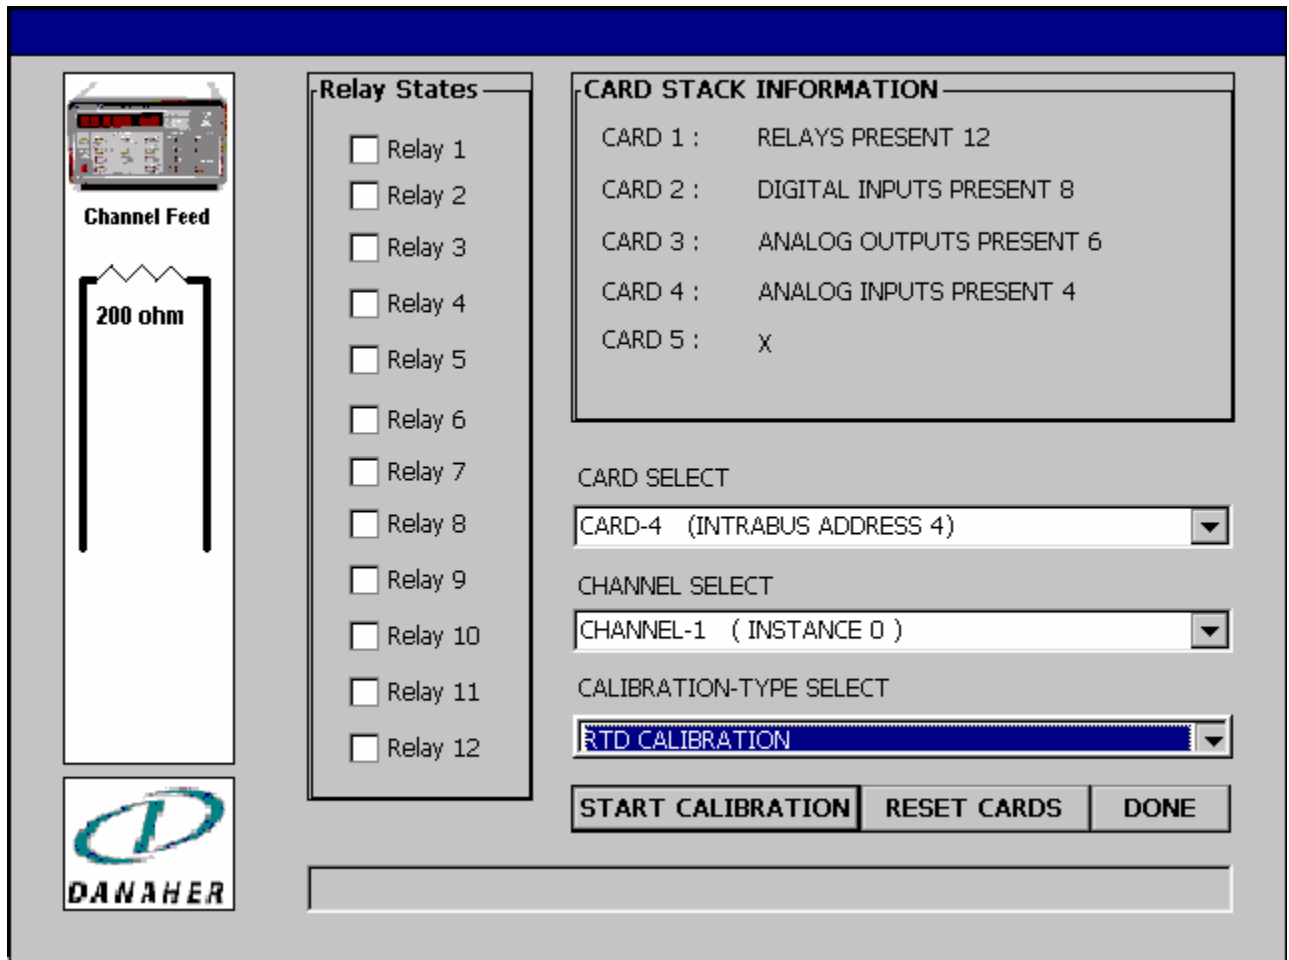 Channel Feed
200 ohm
DANAHER
Relay States
Relay 1
Relay 2
Relay 3
Relay 4
Relay 5
Relay 6
Relay 7
Relay 8
Relay 9
Relay 10
Relay 11
Relay 12
CARD STACK INFORMATION
CARD 1 : RELAYS PRESENT 12
CARD 2 : DIGITAL INPUTS PRESENT 8
CARD 3 : ANALOG OUTPUTS PRESENT 6
CARD 4 : ANALOG INPUTS PRESENT 4
CARD 5 : X
CARD SELECT
CARD-4 (INTRABUS ADDRESS 4)
CHANNEL SELECT
CHANNEL-1 ( INSTANCE 0 )
CALIBRATION-TYPE SELECT
RTD CALIBRATION
START CALIBRATION RESET CARDS DONE